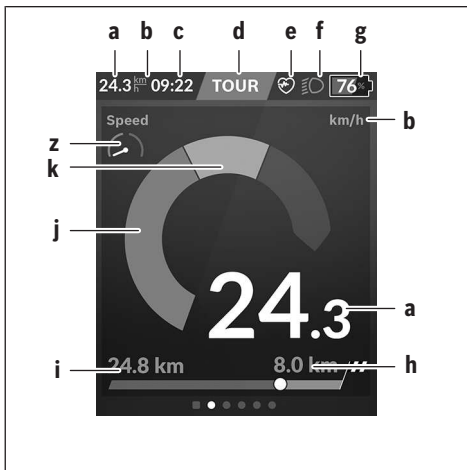 a b c d e f g
24.3 km/h 09:22 TOUR 76%
Speed km/h b
z
k
j
24.3 a
i 24.8 km 8.0 km h